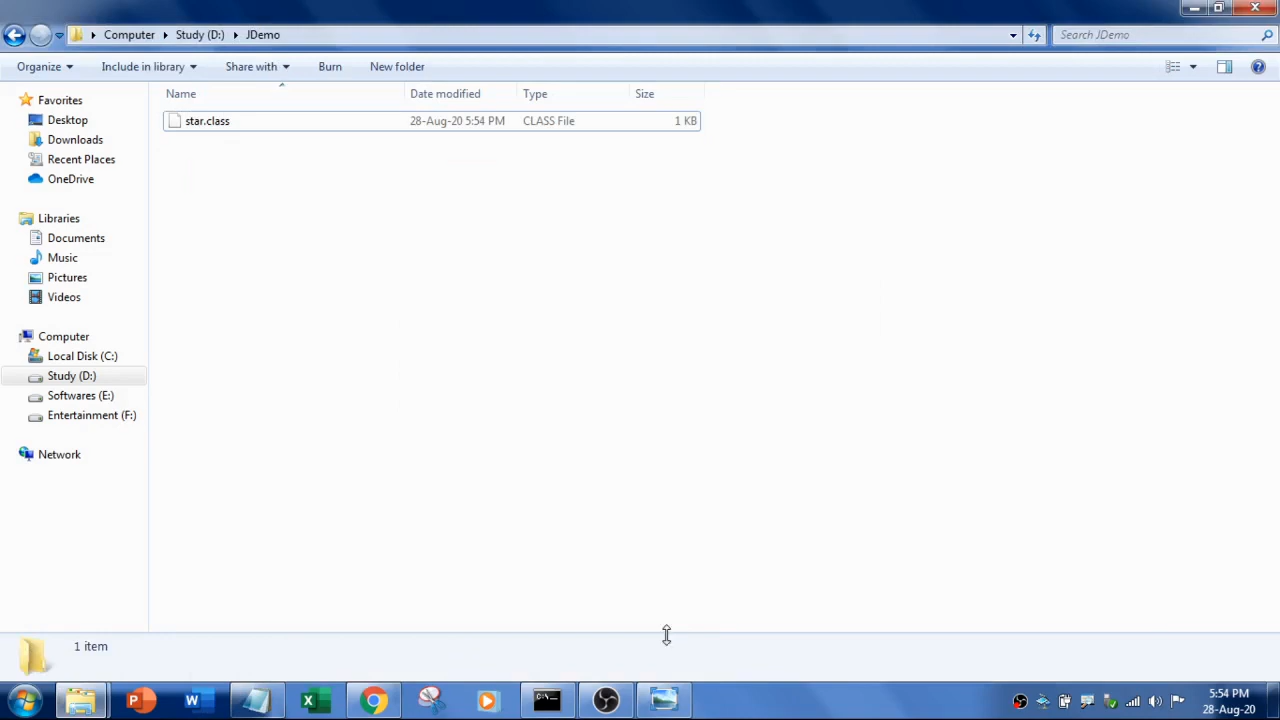 Computer Study (D:) JDemo Search JDemo
Organize Include in library Share with Burn New folder
Name Date modified Type Size
star.class 28-Aug-20 5:54 PM CLASS File 1 KB
Favorites
Desktop
Downloads
Recent Places
OneDrive
Libraries
Documents
Music
Pictures
Videos
Computer
Local Disk (C:)
Study (D:)
Softwares (E:)
Entertainment (F:)
Network
1 item
5:54 PM
28-Aug-20